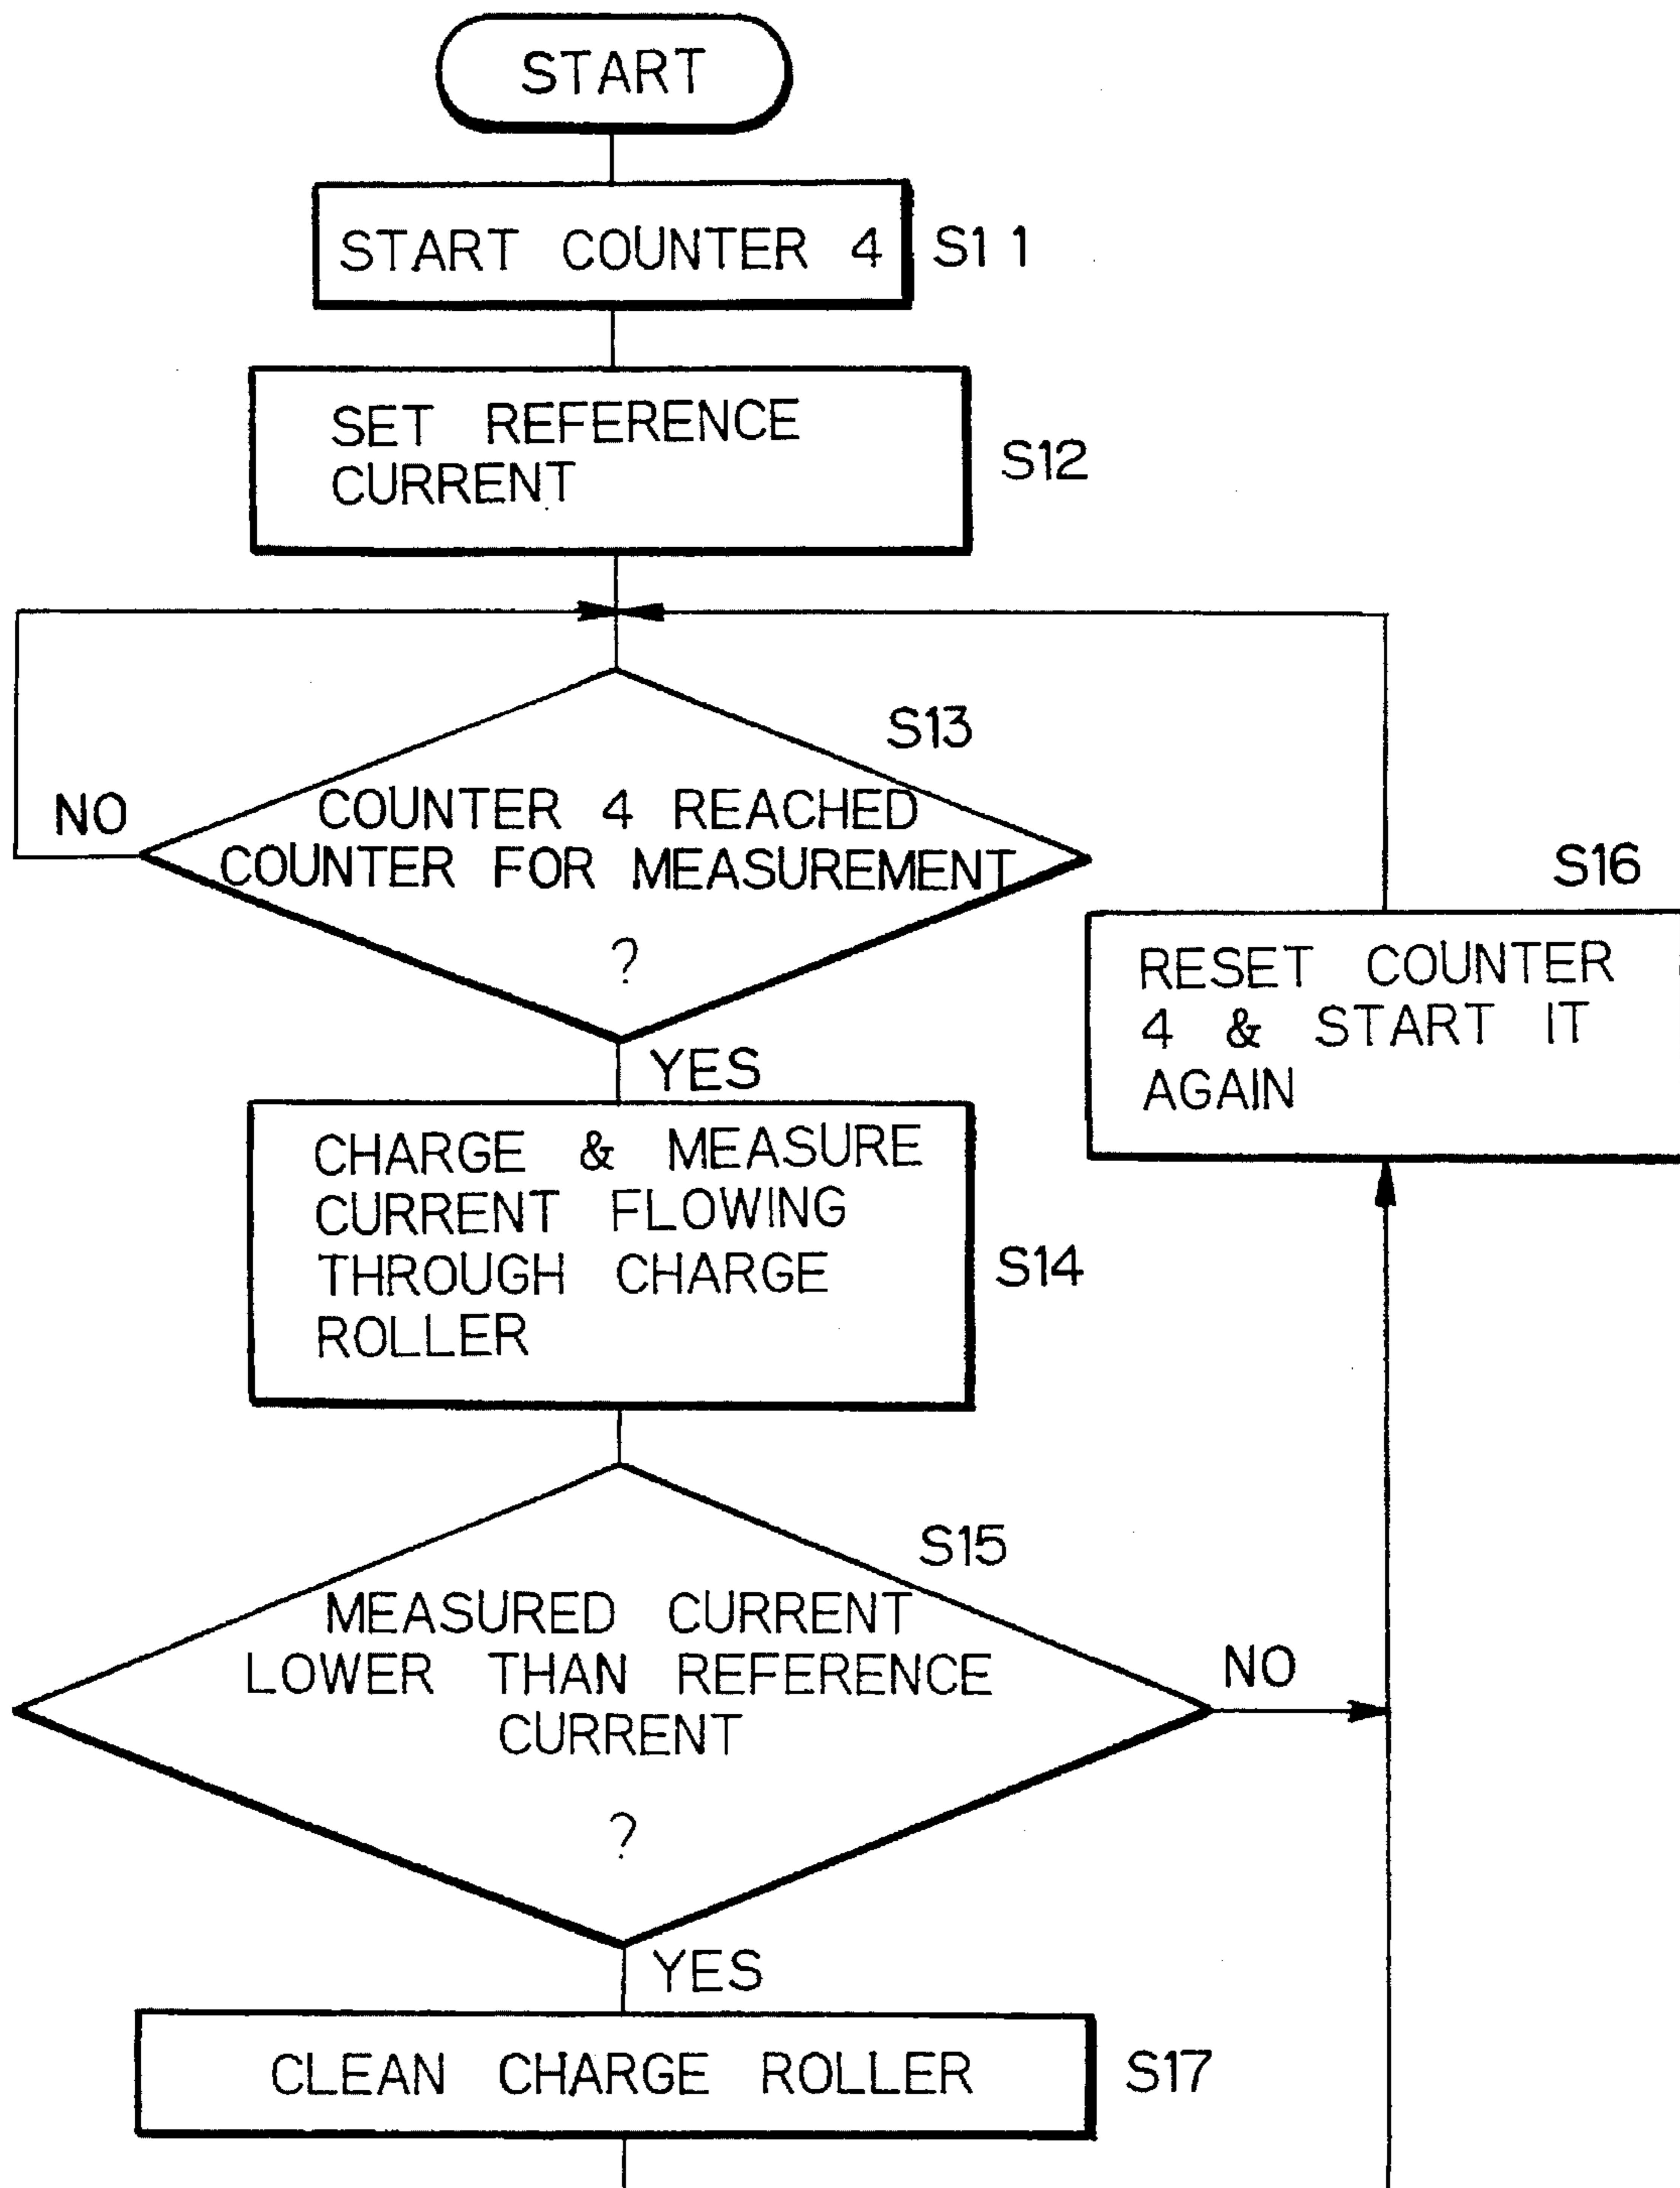 START
START COUNTER 4
S11
SET REFERENCE
CURRENT
S12
S13
NO
COUNTER 4 REACHED
COUNTER FOR MEASUREMENT
?
YES
S16
RESET COUNTER
4 & START IT
AGAIN
CHARGE & MEASURE
CURRENT FLOWING
THROUGH CHARGE
ROLLER
S14
S15
MEASURED CURRENT
LOWER THAN REFERENCE
CURRENT
?
NO
YES
CLEAN CHARGE ROLLER
S17